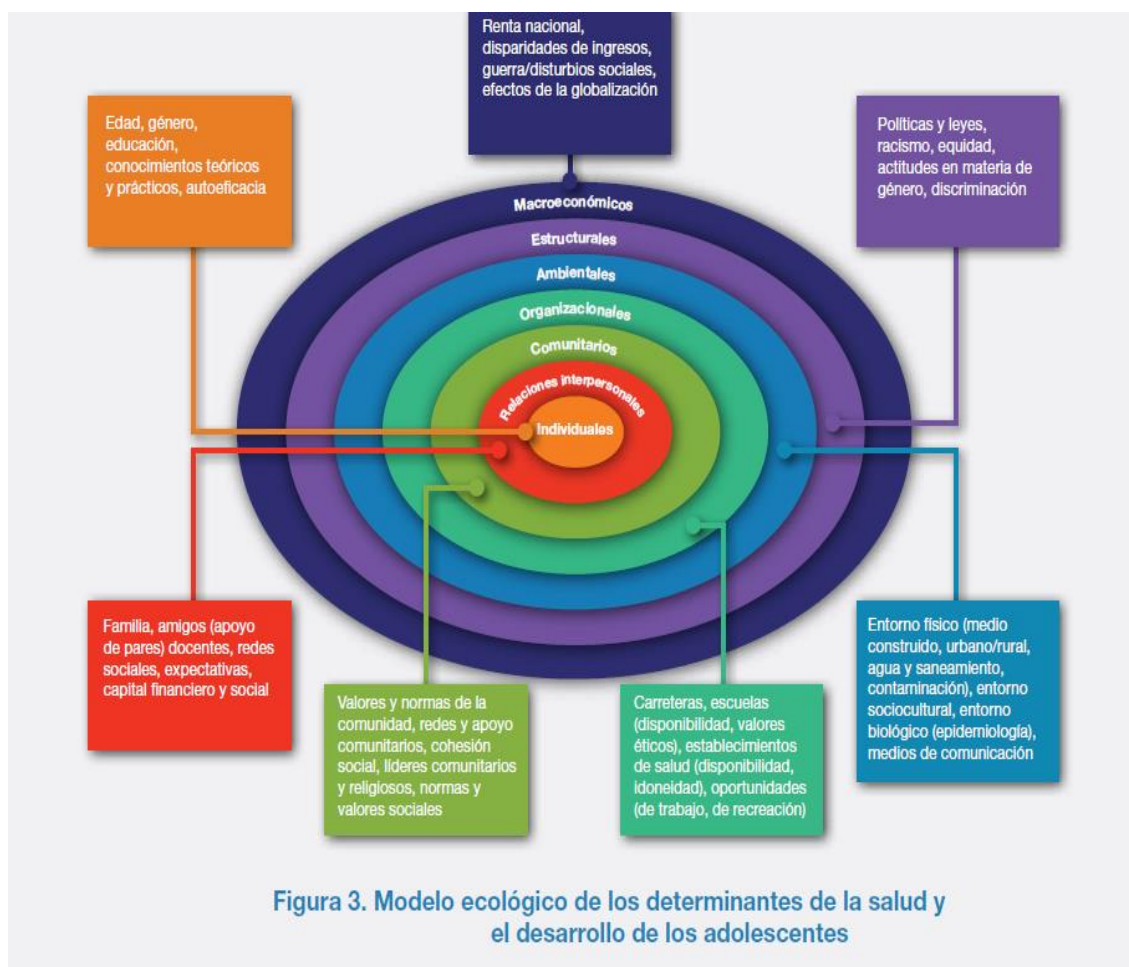 Renta nacional,
disparidades de ingresos,
guerra/disturbios sociales,
efectos de la globalización
Edad, género,
educación,
conocimientos teóricos
y prácticos, autoeficacia
Políticas y leyes,
racismo, equidad,
actitudes en materia de
género, discriminación
Macroeconómicos
Estructurales
Ambientales
Organizacionales
Comunitarios
Relaciones interpersonales
Individuales
Familia, amigos (apoyo
de pares) docentes, redes
sociales, expectativas,
capital financiero y social
Valores y normas de la
comunidad, redes y apoyo
comunitarios, cohesión
social, líderes comunitarios
y religiosos, normas y
valores sociales
Carreteras, escuelas
(disponibilidad, valores
éticos), establecimientos
de salud (disponibilidad,
idoneidad), oportunidades
(de trabajo, de recreación)
Entorno físico (medio
construido, urbano/rural,
agua y saneamiento,
contaminación), entorno
sociocultural, entorno
biológico (epidemiología),
medios de comunicación
Figura 3. Modelo ecológico de los determinantes de la salud y
el desarrollo de los adolescentes